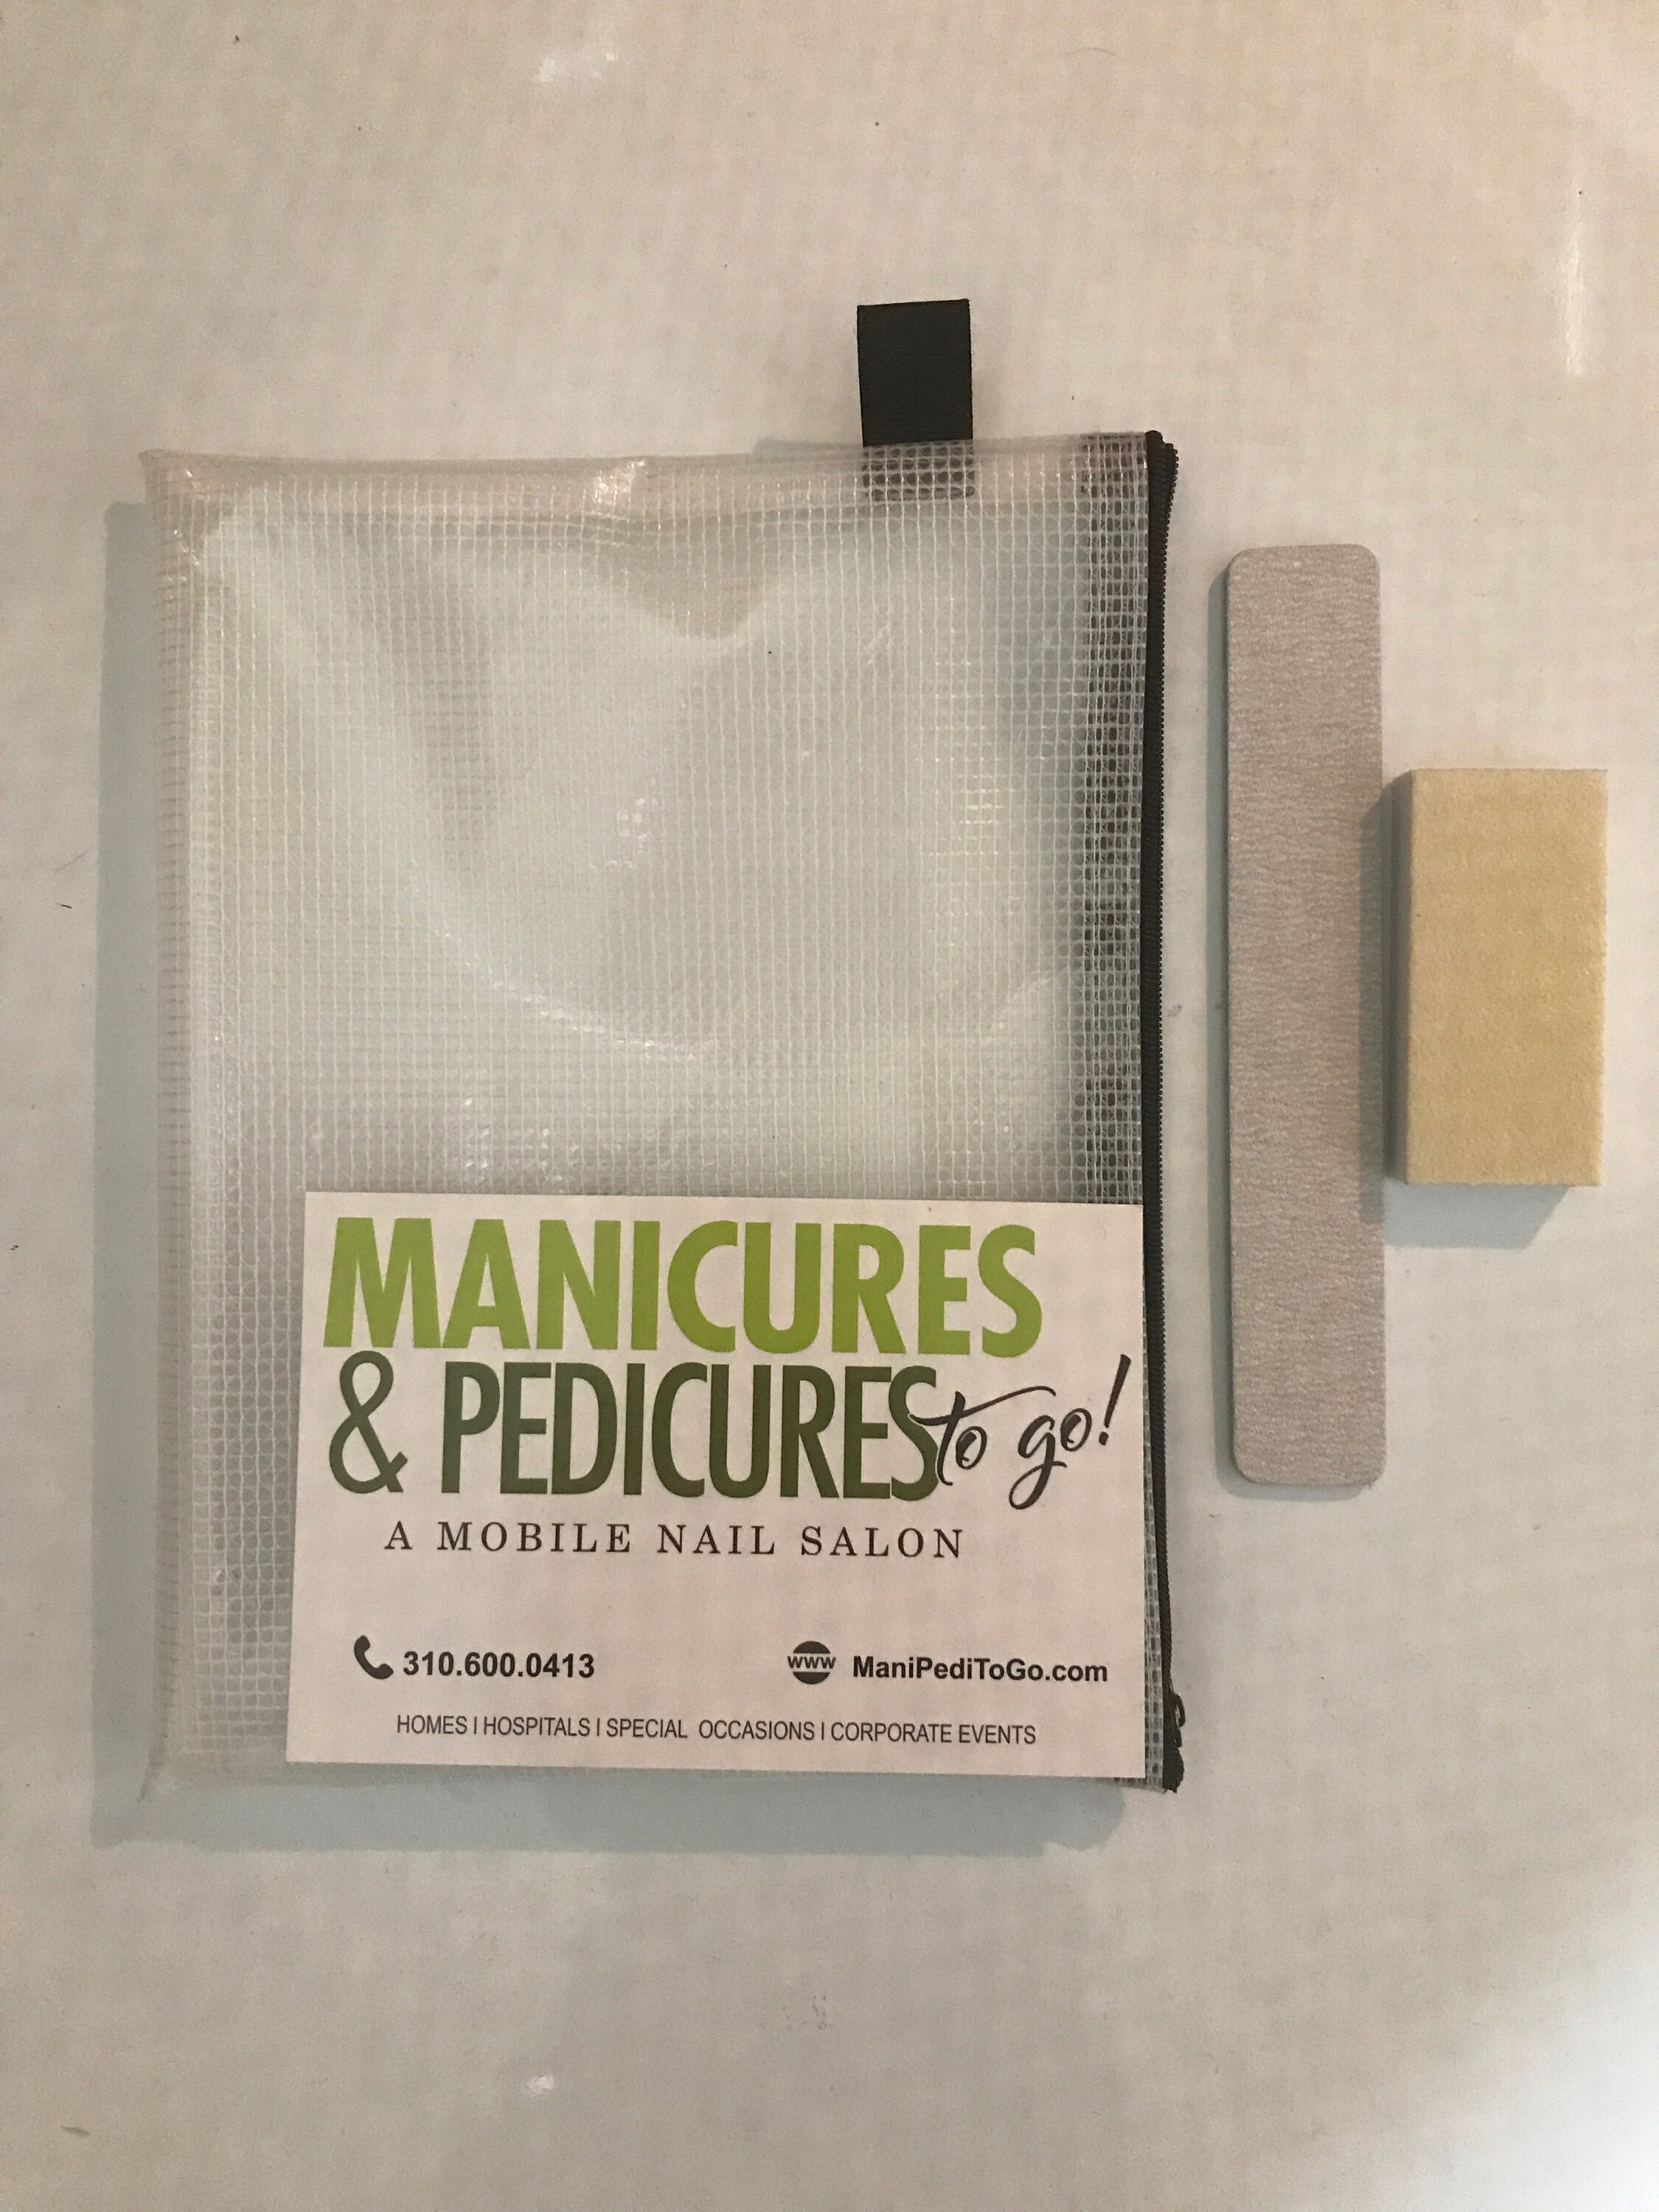 MANICURES
& PEDICURES to go!
A MOBILE NAIL SALON
310.600.0413 www ManiPediToGo.com
HOMES | HOSPITALS | SPECIAL OCCASIONS | CORPORATE EVENTS